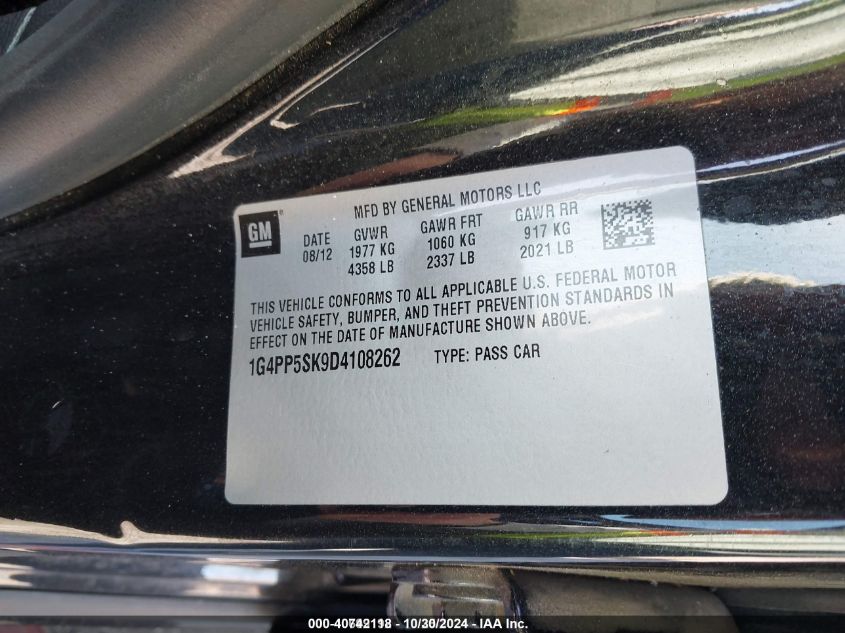 MFD BY GENERAL MOTORS LLC
GM
DATE GVWR GAWR FRT GAWR RR
08/12 1977 KG 1060 KG 917 KG
4358 LB 2337 LB 2021 LB
THIS VEHICLE CONFORMS TO ALL APPLICABLE U.S. FEDERAL MOTOR
VEHICLE SAFETY, BUMPER, AND THEFT PREVENTION STANDARDS IN
EFFECT ON THE DATE OF MANUFACTURE SHOWN ABOVE.
1G4PP5SK9D4108262 TYPE: PASS CAR
- 10/30/2024 - IAA Inc.